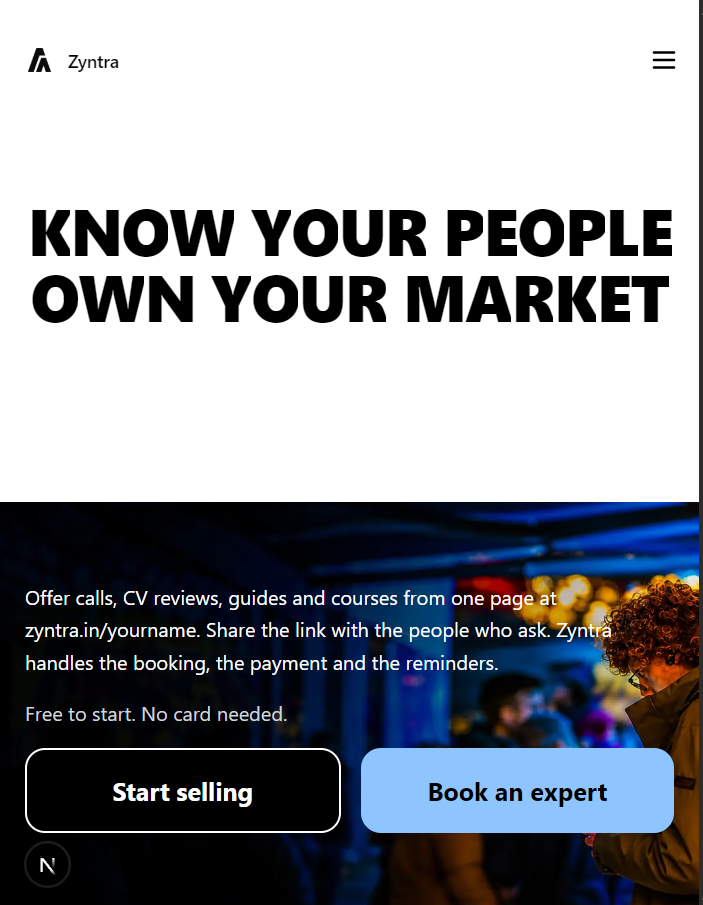 Zyntra
KNOW YOUR PEOPLE
OWN YOUR MARKET
Offer calls, CV reviews, guides and courses from one page at
zyntra.in/yourname. Share the link with the people who ask. Zyntra
handles the booking, the payment and the reminders.
Free to start. No card needed.
Start selling
Book an expert
N